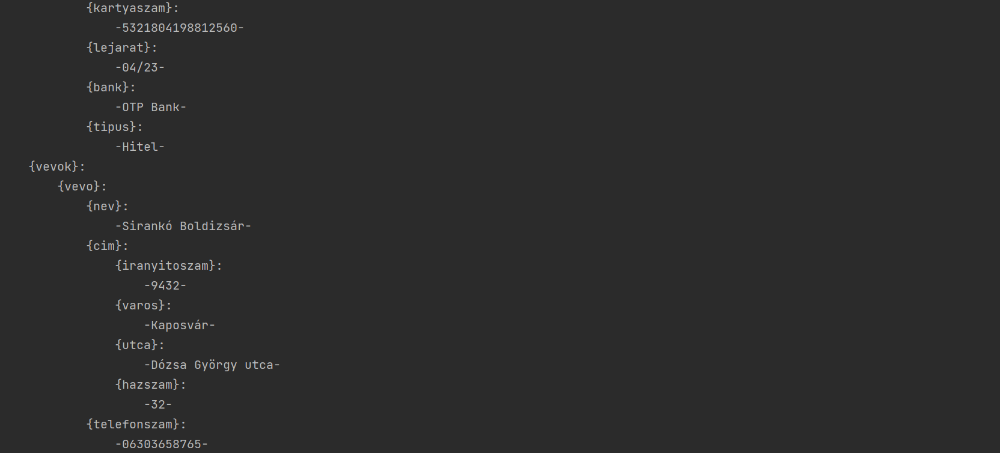 {kartyaszam}:
-5321804198812560-
{lejarat}:
-04/23-
{bank}:
-OTP Bank-
{tipus}:
-Hitel-
{vevok}:
{vevo}:
{nev}:
-Sirankó Boldizsár-
{cim}:
{iranyitoszam}:
-9432-
{varos}:
-Kaposvár-
{utca}:
-Dózsa György utca-
{hazszam}:
-32-
{telefonszam}:
-06303658765-